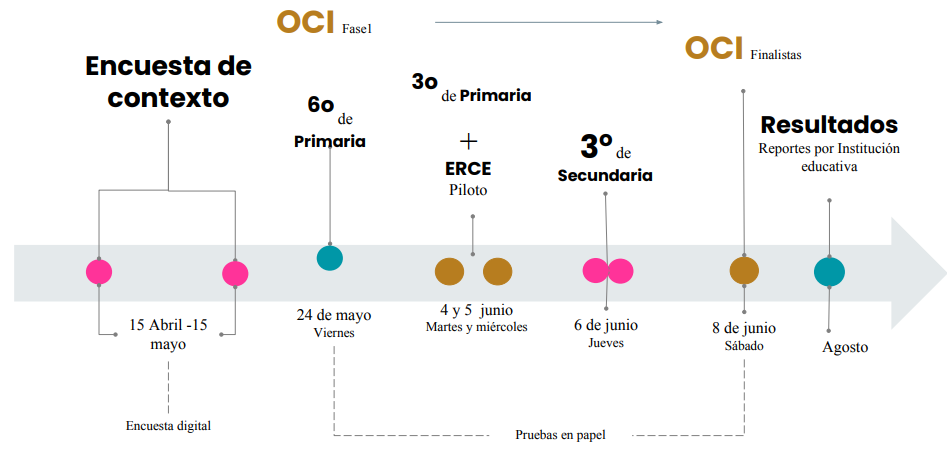 OCI Fase1
OCI Finalistas
Encuesta de
contexto
6o
de
Primaria
3o
de Primaria
+
ERCE
Piloto
3º de
Secundaria
Resultados
Reportes por Institución
educativa
15 Abril -15
mayo
24 de mayo
Viernes
4 y 5 junio
Martes y miércoles
6 de junio
Jueves
8 de junio
Sábado
Agosto
Encuesta digital
Pruebas en papel